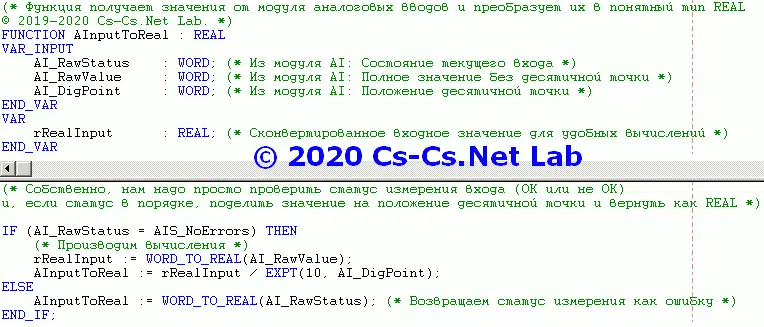 (* Функция получает значения от модуля аналоговых вводов и преобразует их в понятный тип REAL
© 2019-2020 Cs-Cs.Net Lab. *)
FUNCTION AInputToReal : REAL
VAR_INPUT
AI_RawStatus : WORD; (* Из модуля AI: Состояние текущего входа *)
AI_RawValue : WORD; (* Из модуля AI: Полное значение без десятичной точки *)
AI_DigPoint : WORD; (* Из модуля AI: Положение десятичной точки *)
END_VAR
VAR
rRealInput : REAL; (* Сконвертированное входное значение для удобных вычислений *)
END_VAR
© 2020 Cs-Cs.Net Lab
(* Собственно, нам надо просто проверить статус измерения входа (ОК или не ОК)
и, если статус в порядке, поделить значение на положение десятичной точки и вернуть как REAL *)
IF (AI_RawStatus = AIS_NoErrors) THEN
(* Производим вычисления *)
rRealInput := WORD_TO_REAL(AI_RawValue);
AInputToReal := rRealInput / EXPT(10, AI_DigPoint);
ELSE
AInputToReal := WORD_TO_REAL(AI_RawStatus); (* Возвращаем статус измерения как ошибку *)
END_IF;